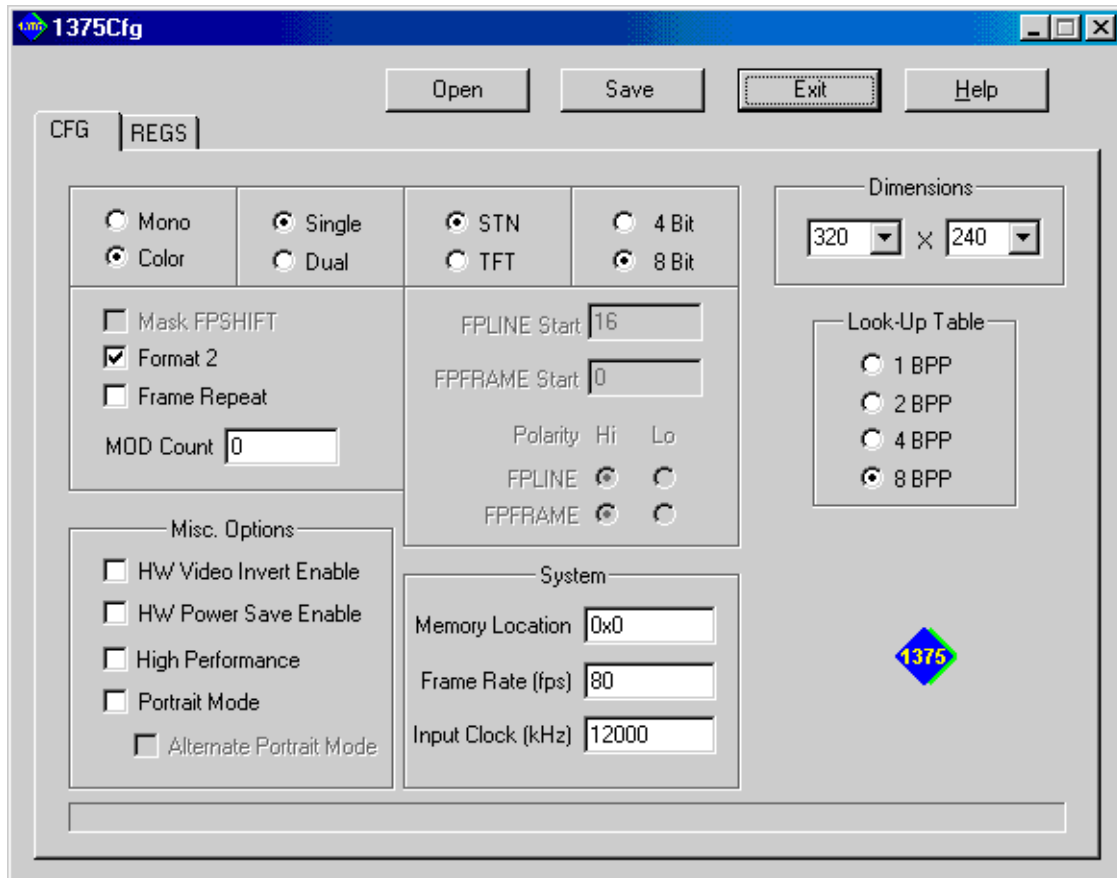 1375Cfg
Open Save Exit Help
CFG REGS
Mono Single STN 4 Bit
Color Dual TFT 8 Bit
Dimensions
320 X 240
Mask FPSHIFT
Format 2
Frame Repeat
MOD Count 0
FPLINE Start 16
FPFRAME Start 0
Polarity Hi Lo
FPLINE
FPFRAME
Look-Up Table
1 BPP
2 BPP
4 BPP
8 BPP
Misc. Options
HW Video Invert Enable
HW Power Save Enable
High Performance
Portrait Mode
Alternate Portrait Mode
System
Memory Location 0x0
Frame Rate (fps) 80
Input Clock (kHz) 12000
1375